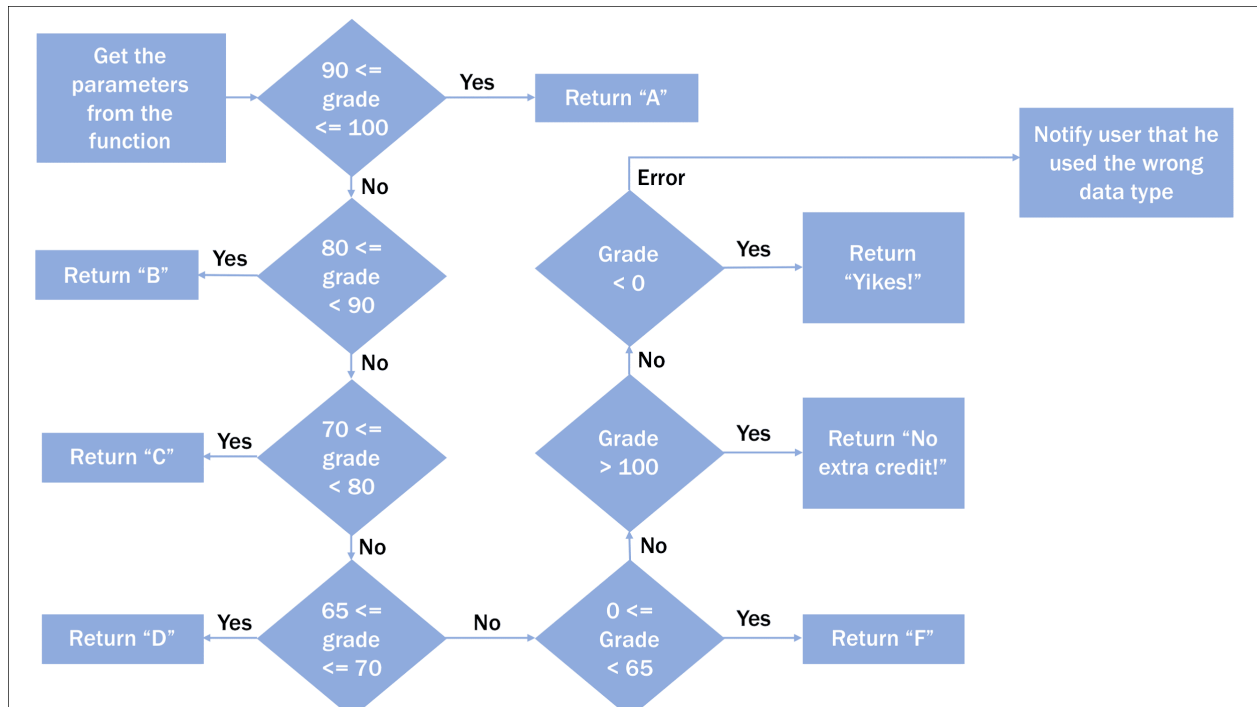 Get the
parameters
from the
function
90 <=
grade
<= 100
Yes
Return “A”
No
80 <=
grade
< 90
Yes
Return “B”
No
70 <=
grade
< 80
Yes
Return “C”
No
65 <=
grade
<= 70
Yes
Return “D”
No
0 <=
Grade
< 65
Yes
Return “F”
No
Grade
> 100
Yes
Return “No
extra credit!”
No
Grade
< 0
Yes
Return
“Yikes!”
Error
Notify user that he
used the wrong
data type